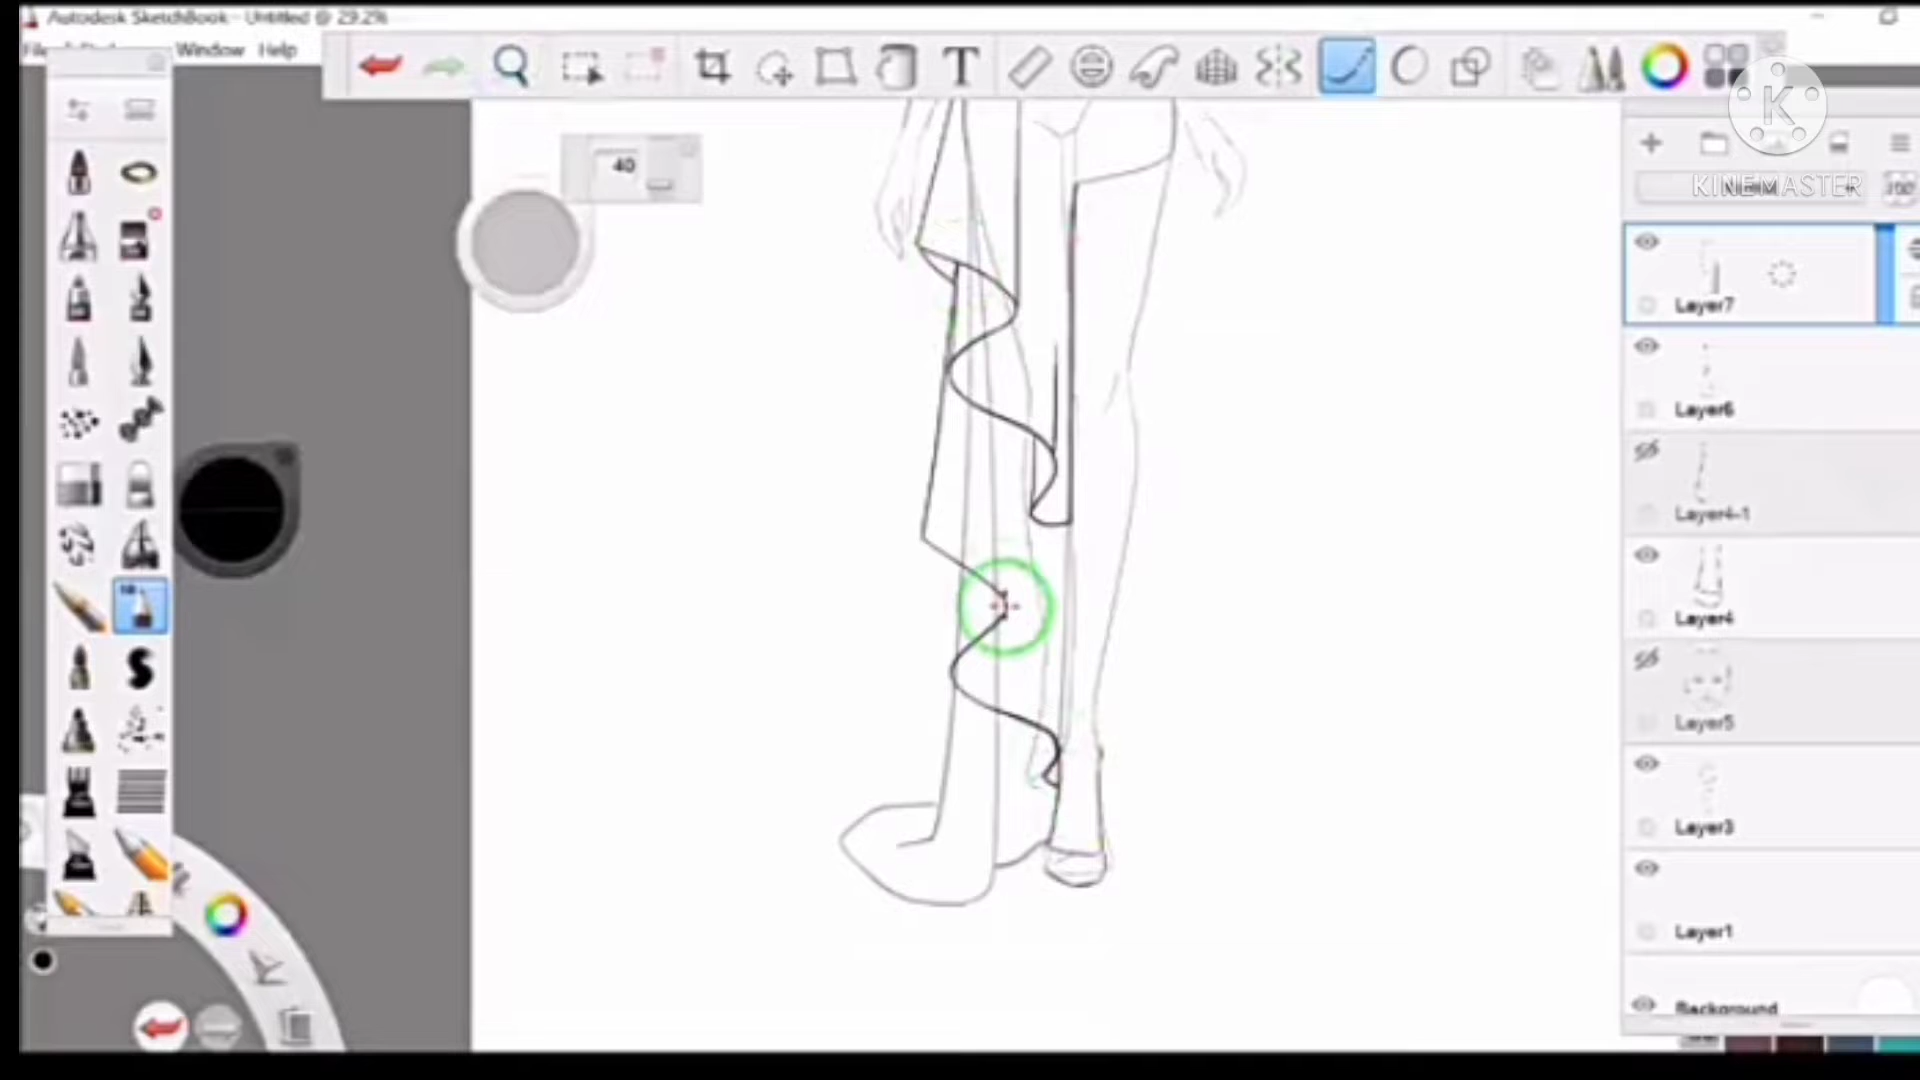 Autodesk SketchBook - Untitled @ 29.2%
Window Help
T
40
K
KINEMASTER
Layer7
Layer6
Layer4-1
Layer4
Layer5
Layer3
Layer1
Background